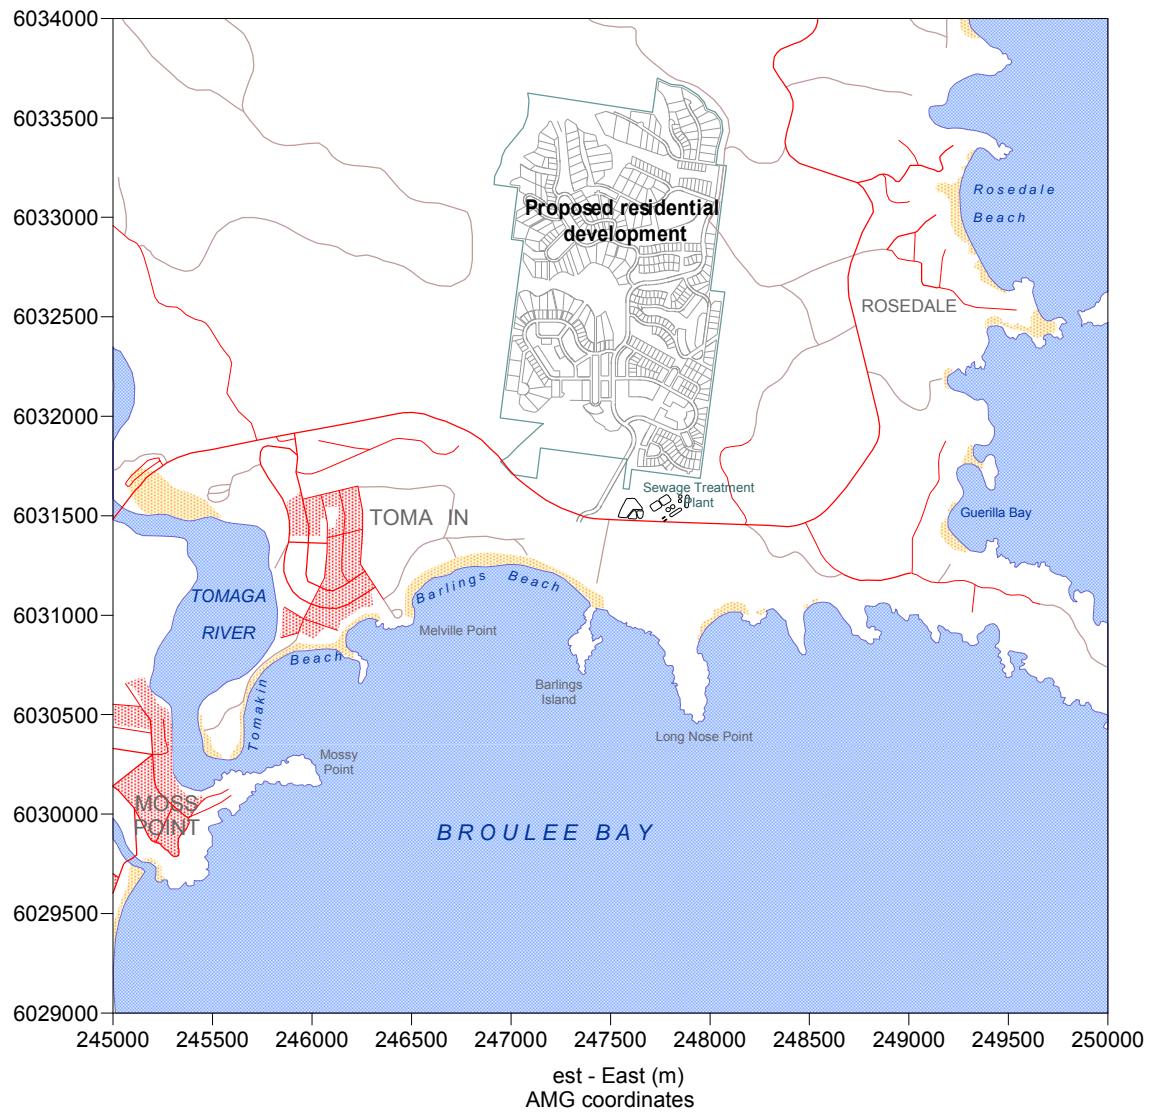 6034000
6033500
6033000
6032500
6032000
6031500
6031000
6030500
6030000
6029500
6029000
Proposed residential
development
Rosedale
Beach
ROSEDALE
Sewage Treatment
Plant
Guerilla Bay
TOMA IN
TOMAGA
RIVER
Barlings Beach
Melville Point
Tomakin Beach
Barlings
Island
Long Nose Point
Mossy
Point
MOSS
POINT
BROULEE BAY
245000 245500 246000 246500 247000 247500 248000 248500 249000 249500 250000
est - East (m)
AMG coordinates